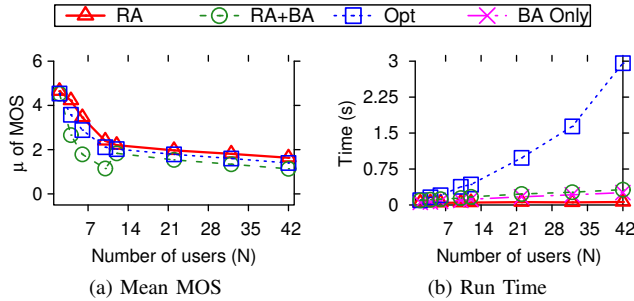 RA RA+BA Opt BA Only
μ of MOS
6
4
2
0
7 14 21 28 35 42
Number of users (N)
(a) Mean MOS
Time (s)
3
2.25
1.5
0.75
0
7 14 21 28 35 42
Number of users (N)
(b) Run Time